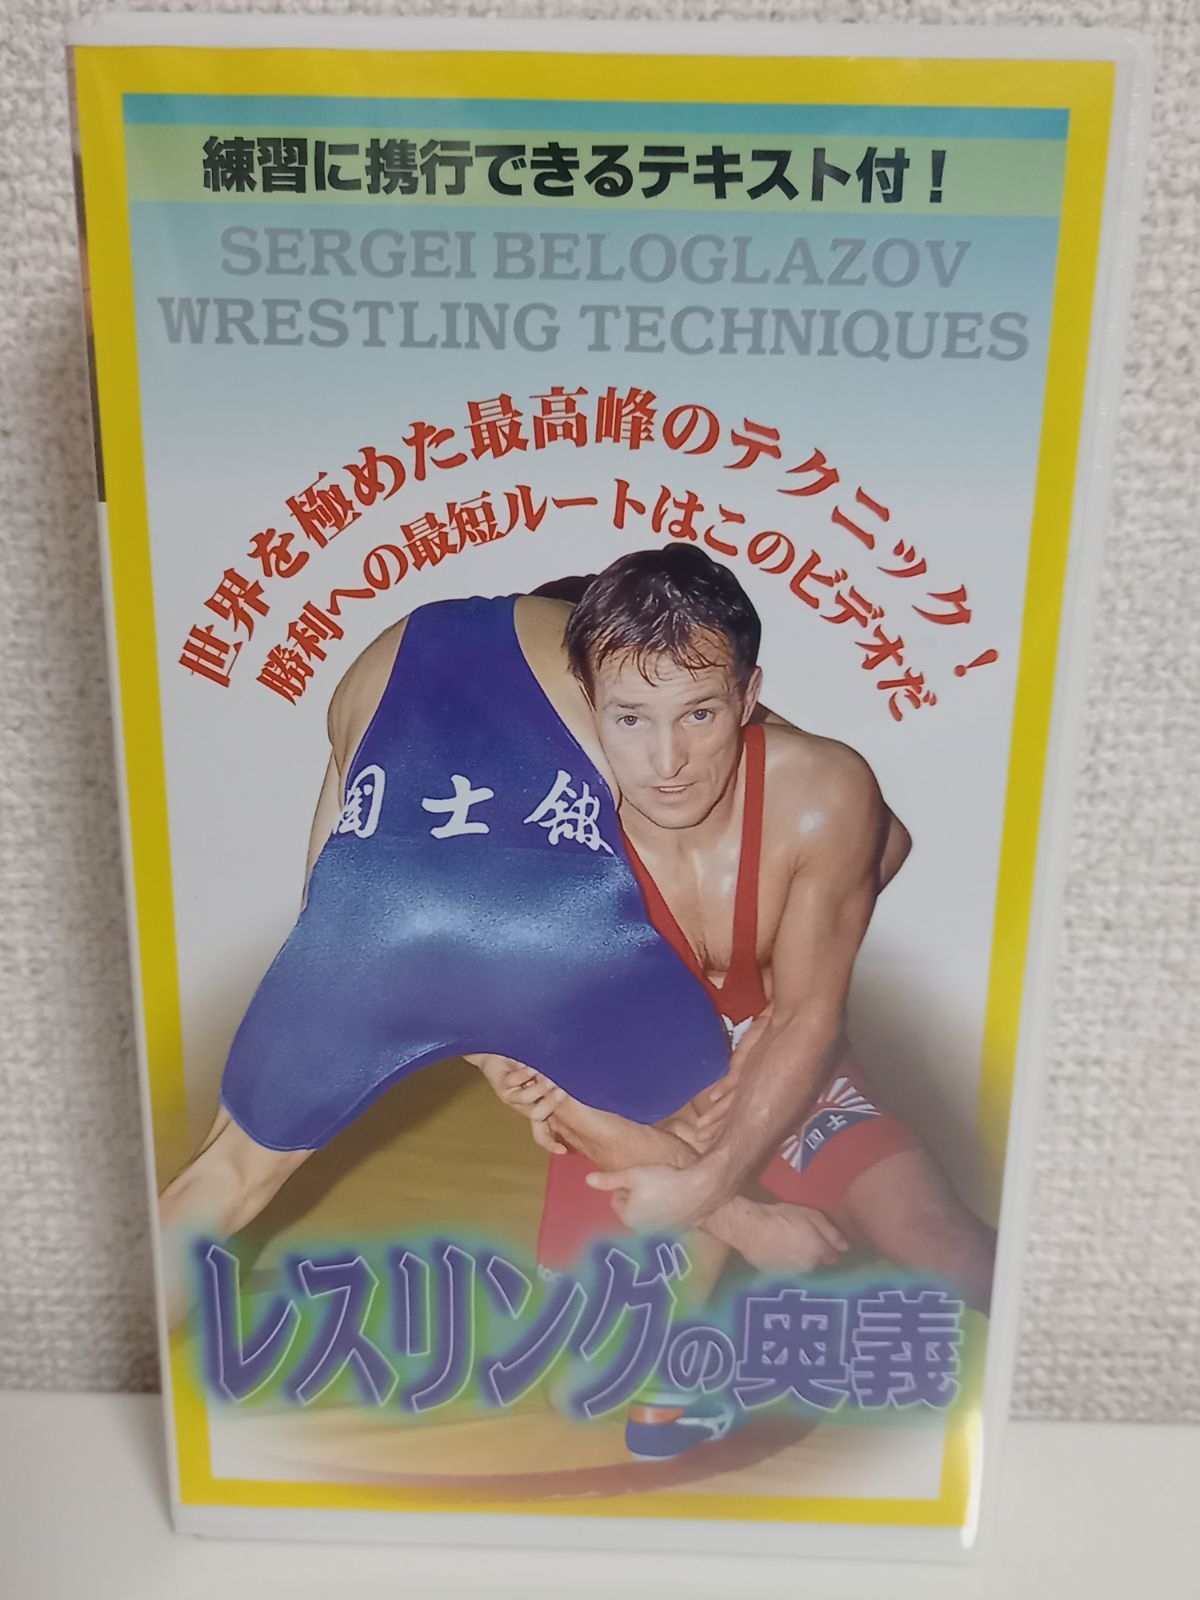 練習に携行できるテキスト付！
SERGEI BELOGLAZOV
WRESTLING TECHNIQUES
世界を極めた最高峰のテクニック！
勝利への最短ルートはこのビデオだ
國士舘
国士
レスリングの奥義